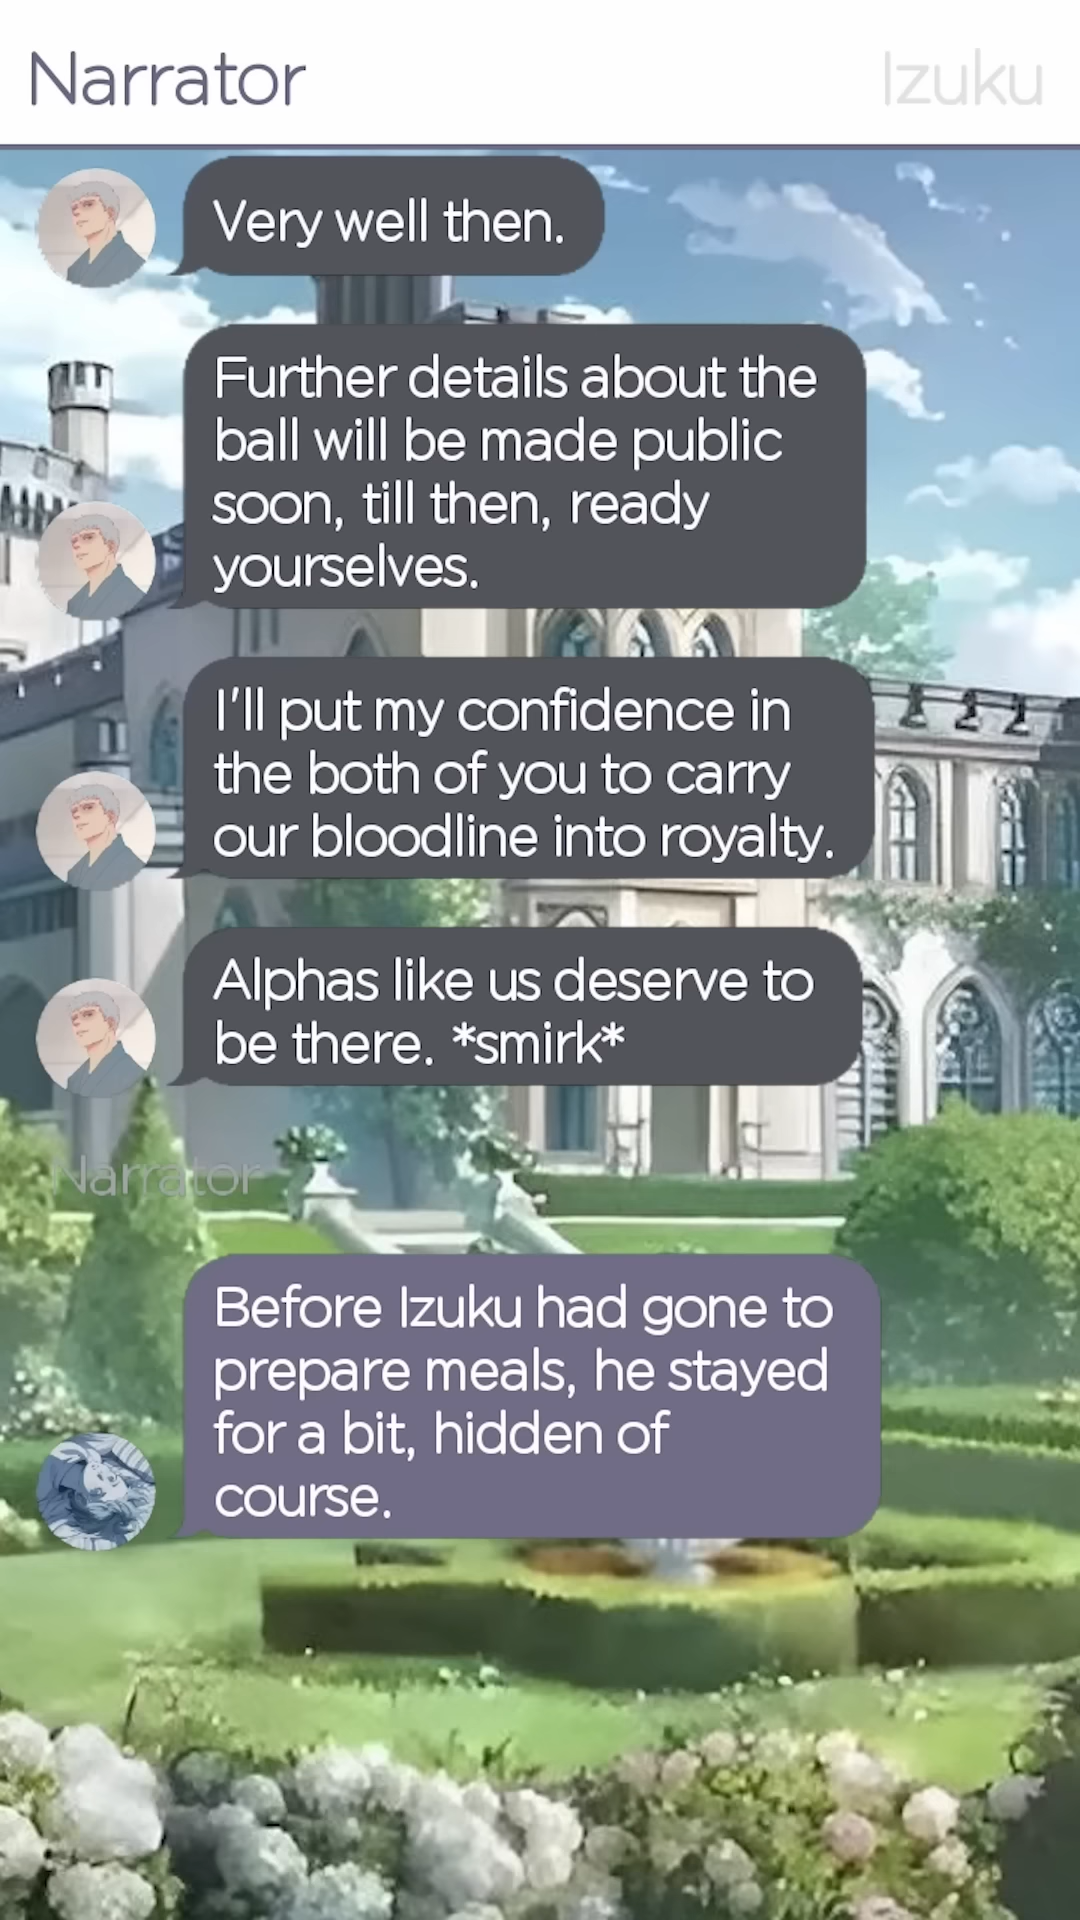 Narrator
Izuku
Very well then.
Further details about the
ball will be made public
soon, till then, ready
yourselves.
I'll put my confidence in
the both of you to carry
our bloodline into royalty.
Alphas like us deserve to
be there. *smirk*
Narrator
Before Izuku had gone to
prepare meals, he stayed
for a bit, hidden of
course.